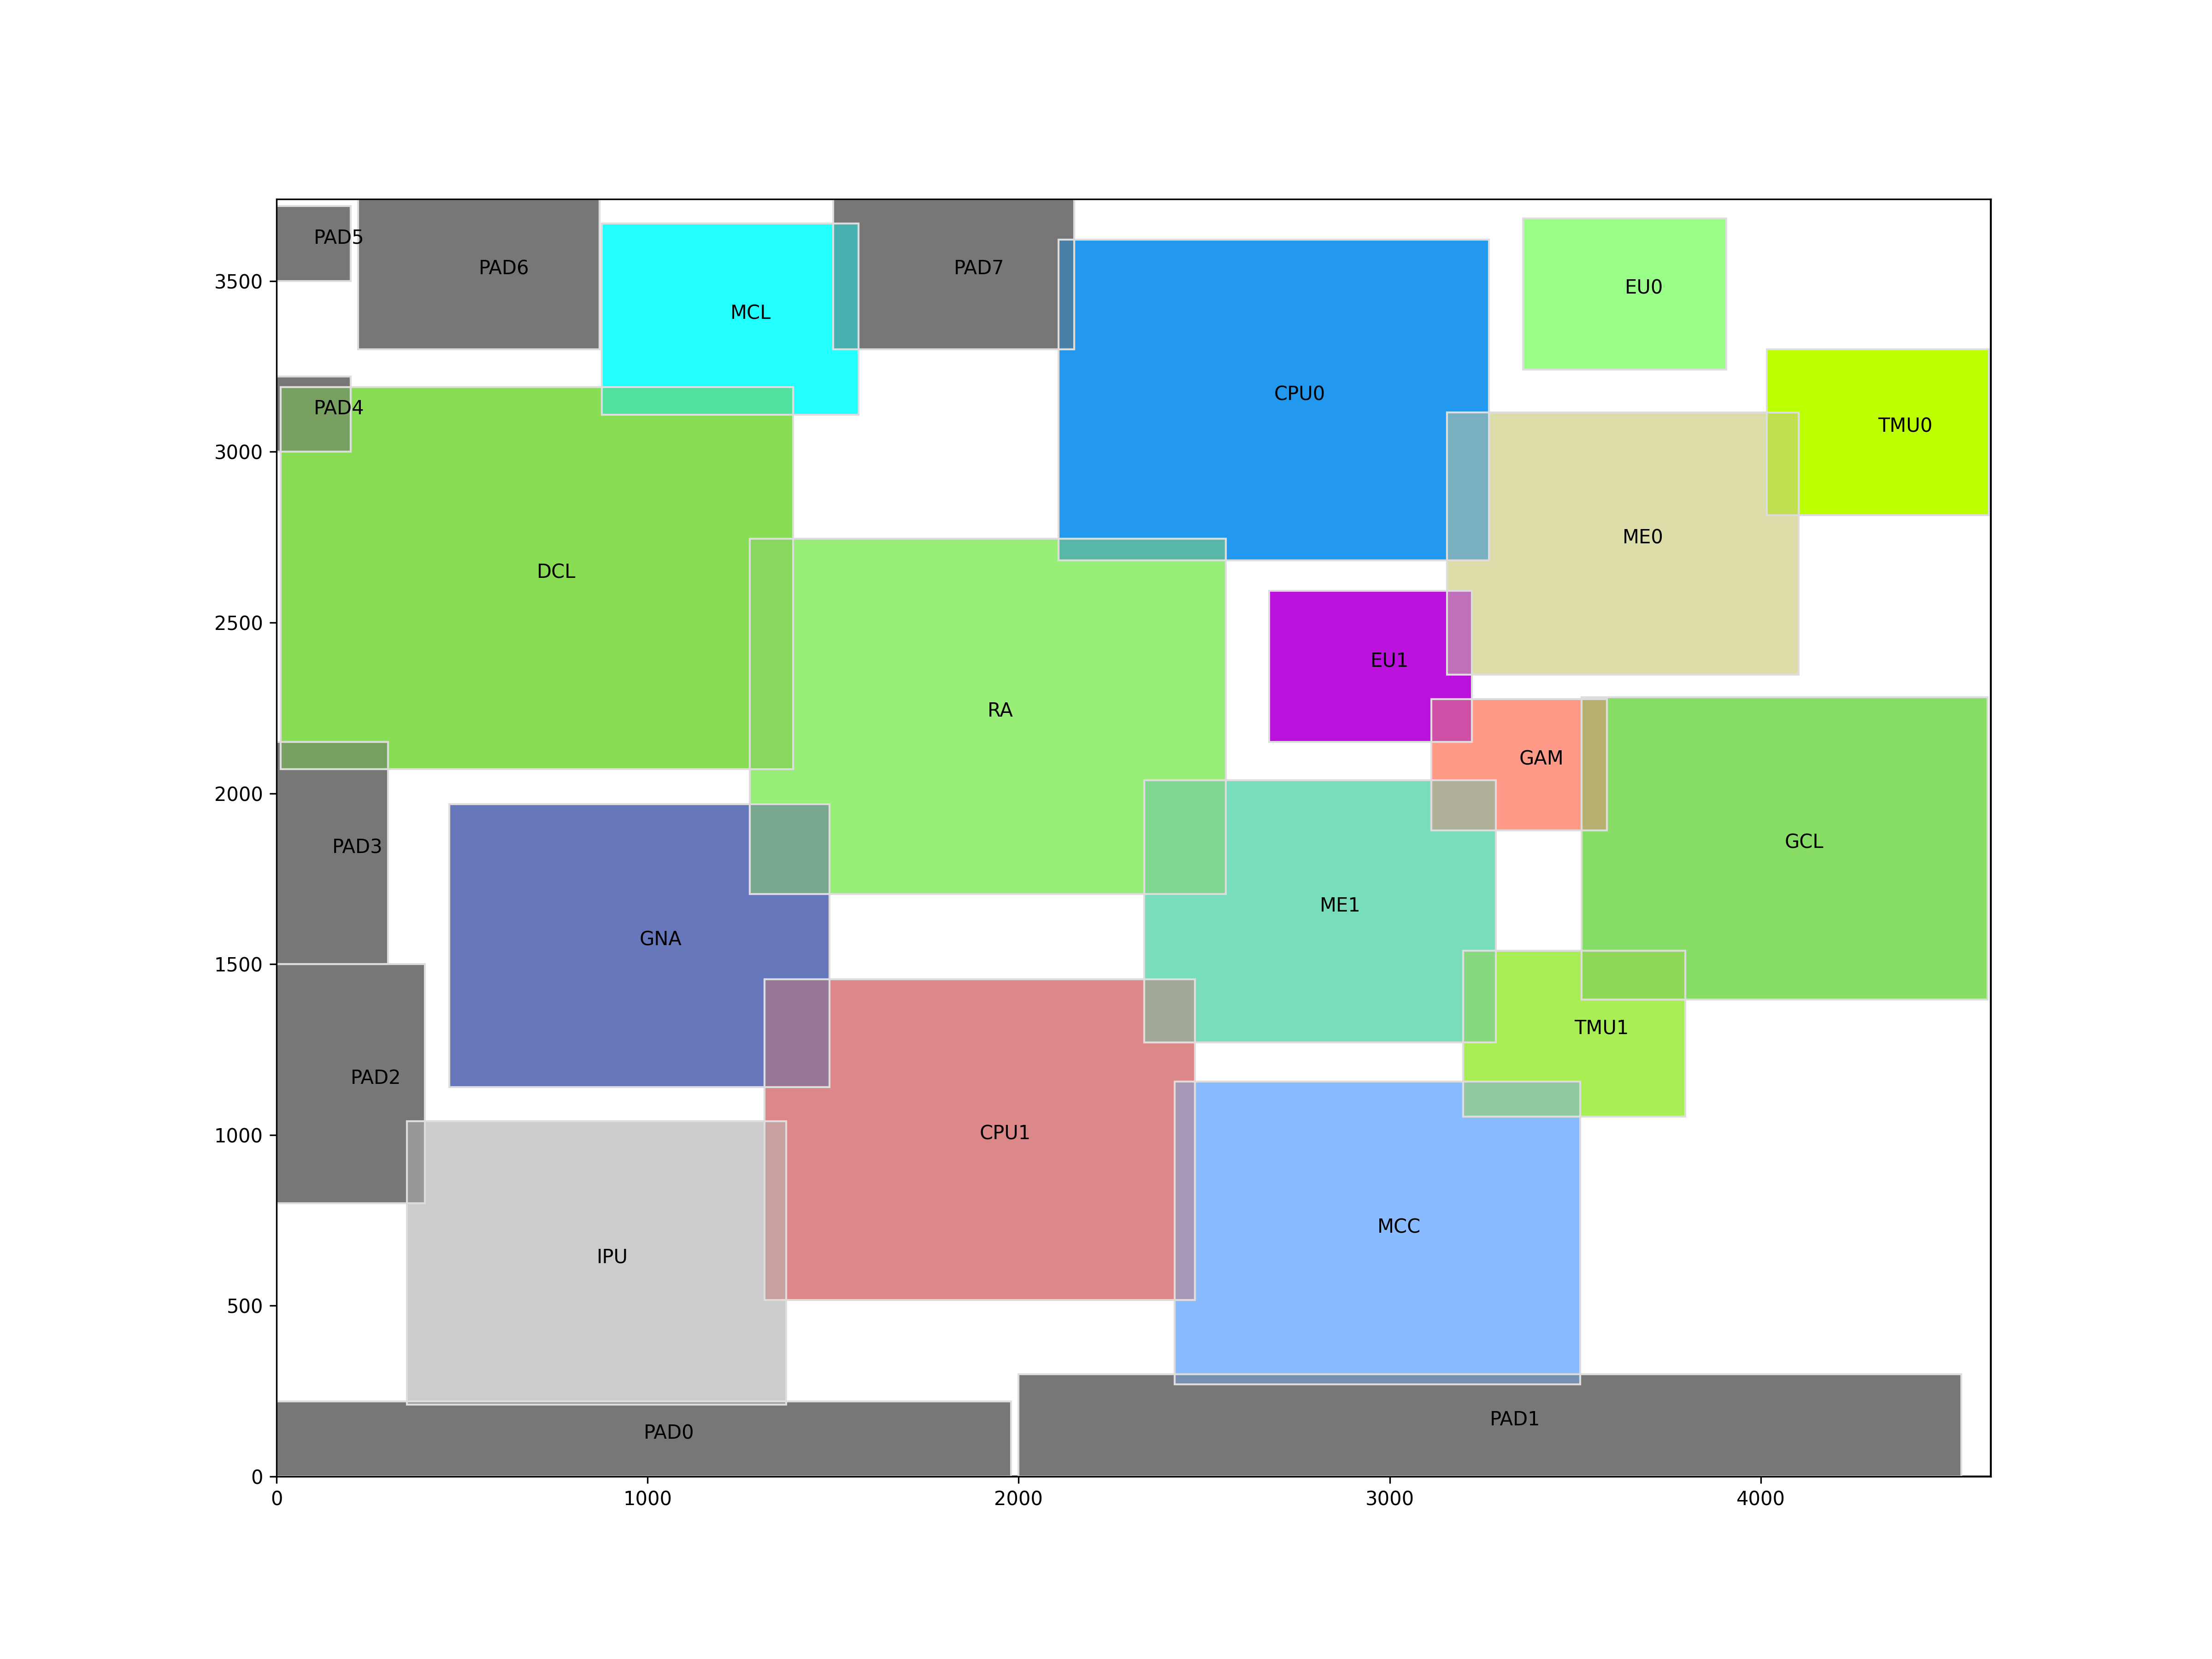 PAD5
PAD6
PAD7
MCL
EU0
3500
CPU0
PAD4
TMU0
3000
ME0
DCL
2500
EU1
RA
GAM
2000
PAD3
GCL
ME1
GNA
1500
TMU1
PAD2
CPU1
1000
MCC
IPU
500
PAD1
PAD0
0
0 1000 2000 3000 4000